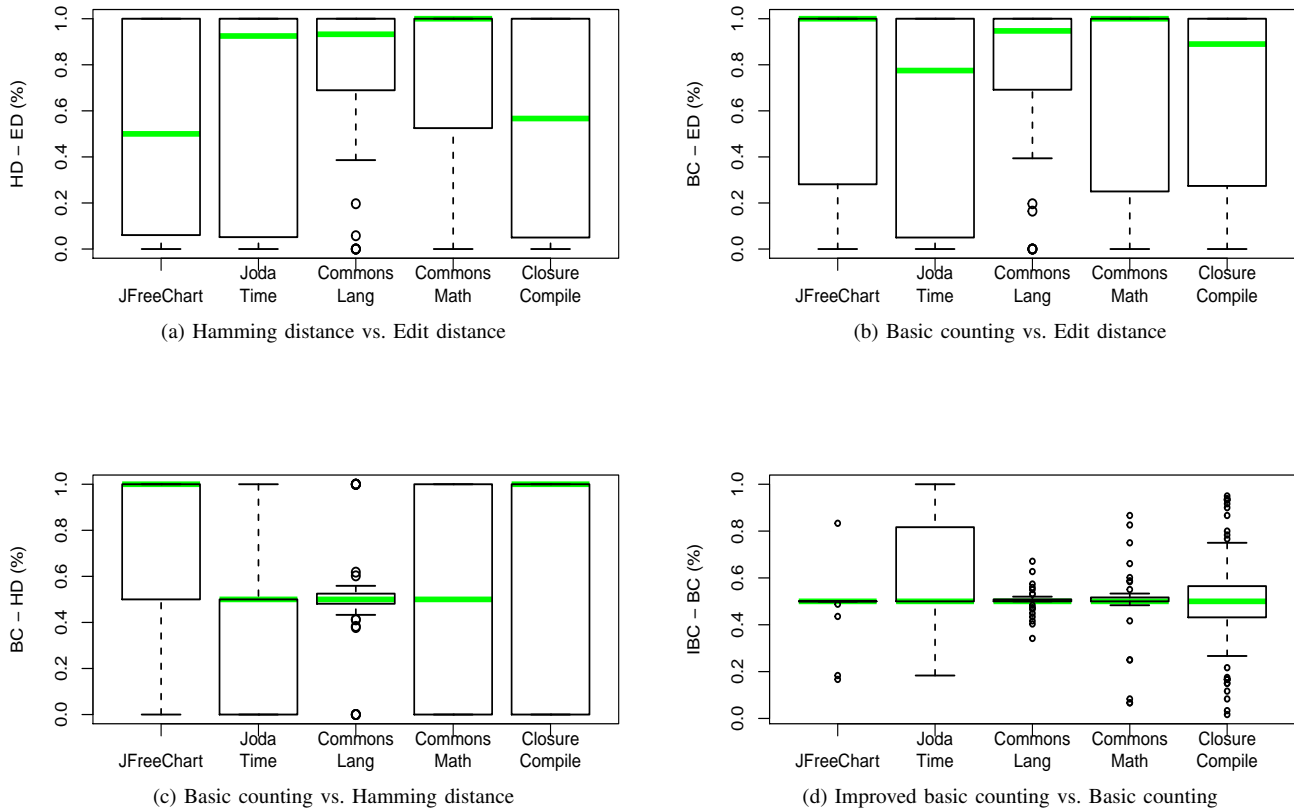 HD − ED (%)
0.0 0.2 0.4 0.6 0.8 1.0
JFreeChart
Joda
Time
Commons
Lang
Commons
Math
Closure
Compile
(a) Hamming distance vs. Edit distance
BC − ED (%)
0.0 0.2 0.4 0.6 0.8 1.0
JFreeChart
Joda
Time
Commons
Lang
Commons
Math
Closure
Compile
(b) Basic counting vs. Edit distance
BC − HD (%)
0.0 0.2 0.4 0.6 0.8 1.0
JFreeChart
Joda
Time
Commons
Lang
Commons
Math
Closure
Compile
(c) Basic counting vs. Hamming distance
IBC − BC (%)
0.0 0.2 0.4 0.6 0.8 1.0
JFreeChart
Joda
Time
Commons
Lang
Commons
Math
Closure
Compile
(d) Improved basic counting vs. Basic counting